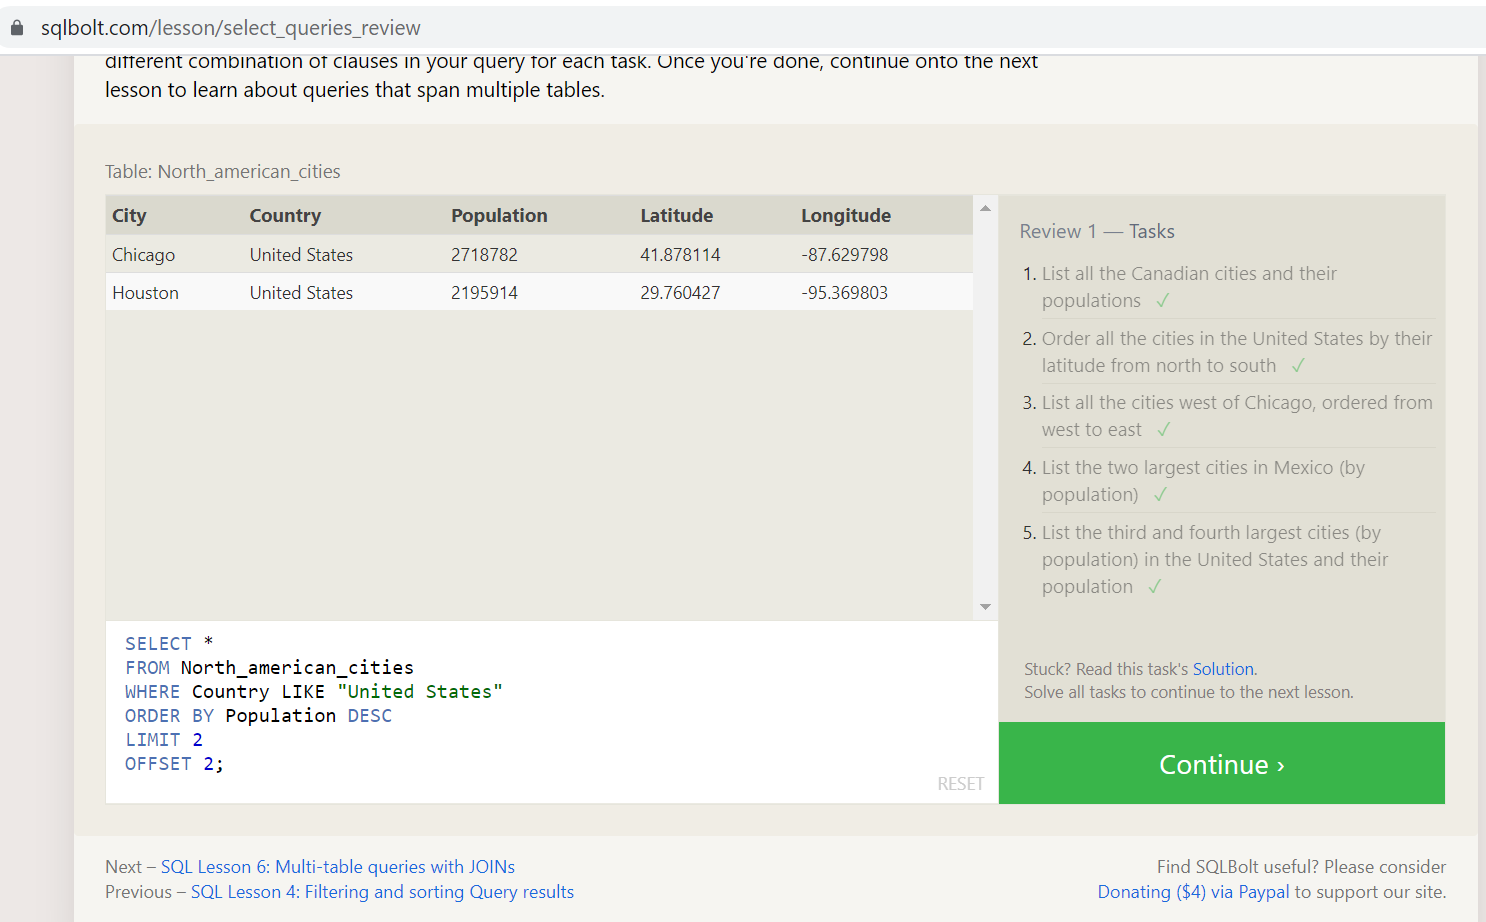 sqlbolt.com/lesson/select_queries_review
different combination of clauses in your query for each task. Once you're done, continue onto the next
lesson to learn about queries that span multiple tables.
Table: North_american_cities
City Country Population Latitude Longitude
Chicago United States 2718782 41.878114 -87.629798
Houston United States 2195914 29.760427 -95.369803
SELECT *
FROM North_american_cities
WHERE Country LIKE "United States"
ORDER BY Population DESC
LIMIT 2
OFFSET 2;
RESET
Review 1 — Tasks
1. List all the Canadian cities and their
populations ✓
2. Order all the cities in the United States by their
latitude from north to south ✓
3. List all the cities west of Chicago, ordered from
west to east ✓
4. List the two largest cities in Mexico (by
population) ✓
5. List the third and fourth largest cities (by
population) in the United States and their
population ✓
Stuck? Read this task's Solution.
Solve all tasks to continue to the next lesson.
Continue ›
Next – SQL Lesson 6: Multi-table queries with JOINs
Previous – SQL Lesson 4: Filtering and sorting Query results
Find SQLBolt useful? Please consider
Donating ($4) via Paypal to support our site.